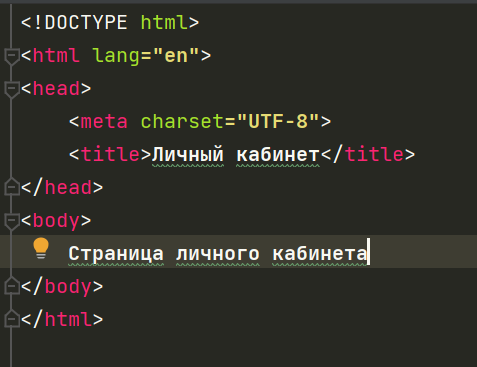 <!DOCTYPE html>
<html lang="en">
<head>
    <meta charset="UTF-8">
    <title>Личный кабинет</title>
</head>
<body>
    Страница личного кабинета
</body>
</html>